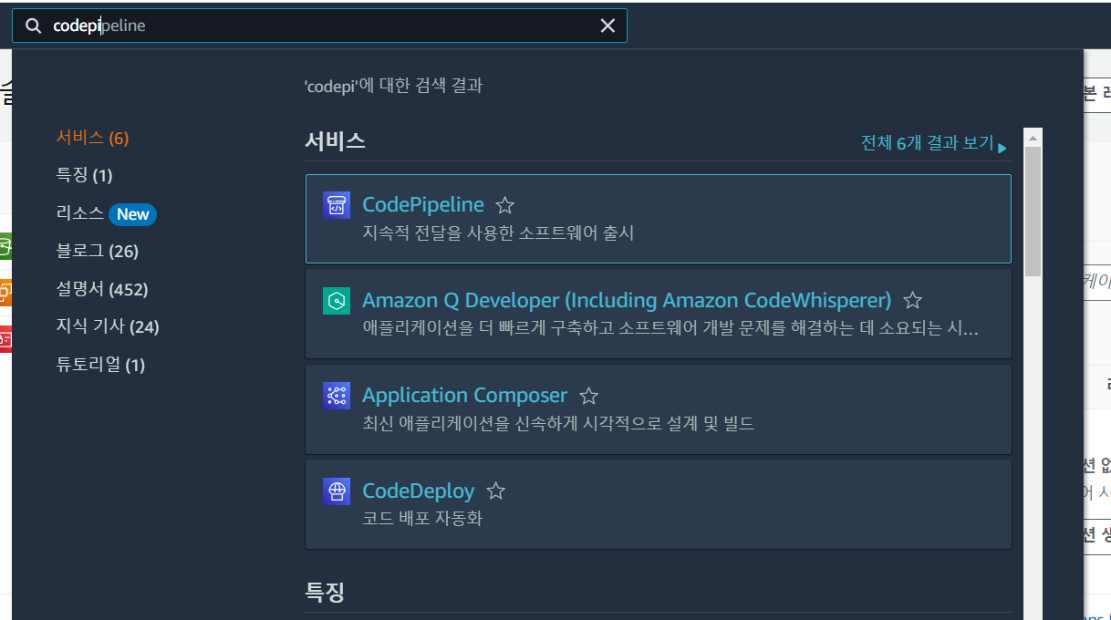 codepipeline
'codepi'에 대한 검색 결과
서비스 (6)
특징 (1)
리소스 New
블로그 (26)
설명서 (452)
지식 기사 (24)
튜토리얼 (1)
서비스
전체 6개 결과 보기
CodePipeline
지속적 전달을 사용한 소프트웨어 출시
Amazon Q Developer (Including Amazon CodeWhisperer)
애플리케이션을 더 빠르게 구축하고 소프트웨어 개발 문제를 해결하는 데 소요되는 시...
Application Composer
최신 애플리케이션을 신속하게 시각적으로 설계 및 빌드
CodeDeploy
코드 배포 자동화
특징